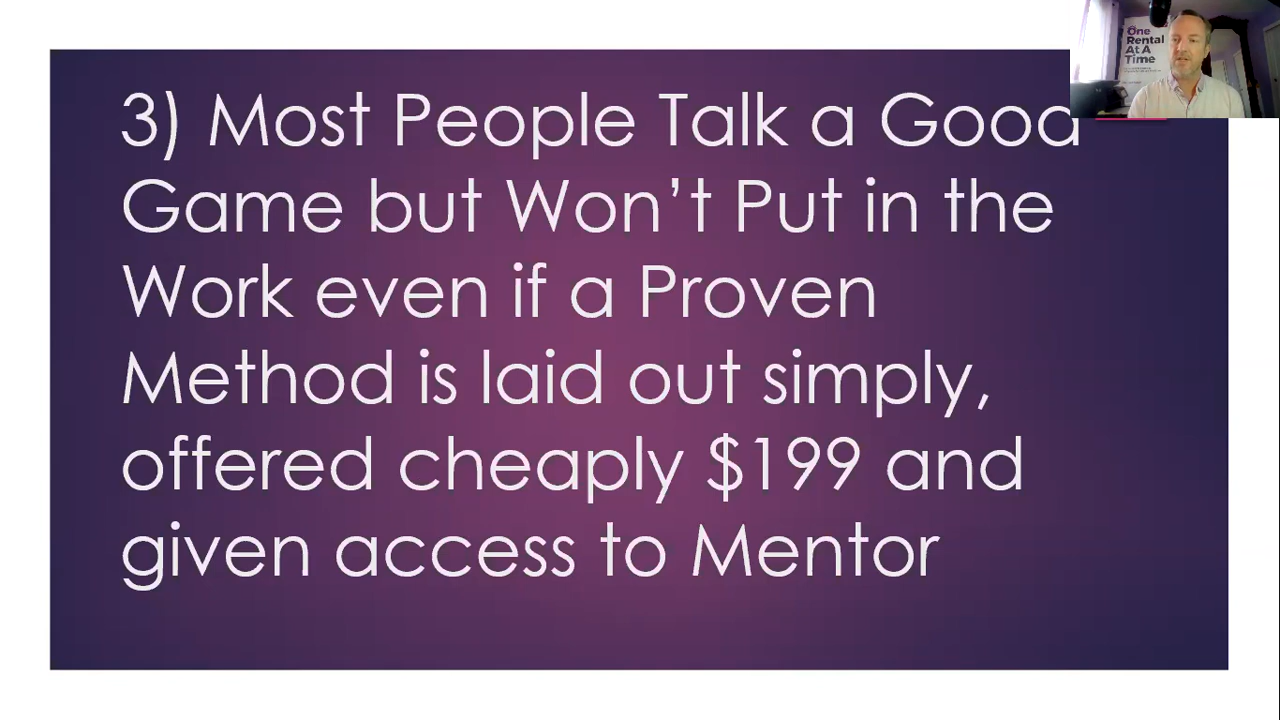 3) Most People Talk a Good
Game but Won’t Put in the
Work even if a Proven
Method is laid out simply,
offered cheaply $199 and
given access to Mentor
One
Rental
At A
Time